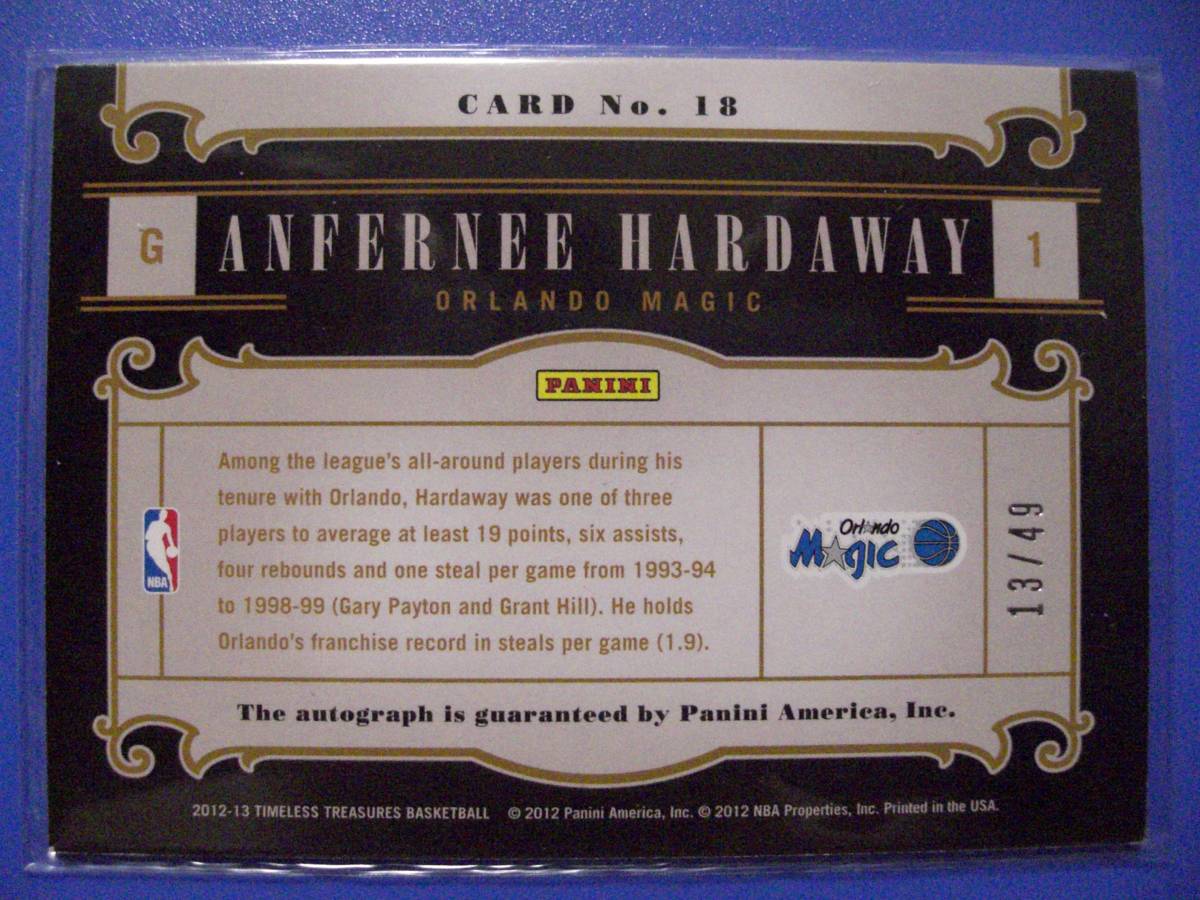 CARD No. 18
G
ANFERNEE HARDAWAY
1
ORLANDO MAGIC
PANINI
Among the league's all-around players during his
tenure with Orlando, Hardaway was one of three
players to average at least 19 points, six assists,
four rebounds and one steal per game from 1993-94
to 1998-99 (Gary Payton and Grant Hill). He holds
Orlando's franchise record in steals per game (1.9).
NBA
Orlando
Magic
13/49
The autograph is guaranteed by Panini America, Inc.
2012-13 TIMELESS TREASURES BASKETBALL © 2012 Panini America, Inc. © 2012 NBA Properties, Inc. Printed in the USA.